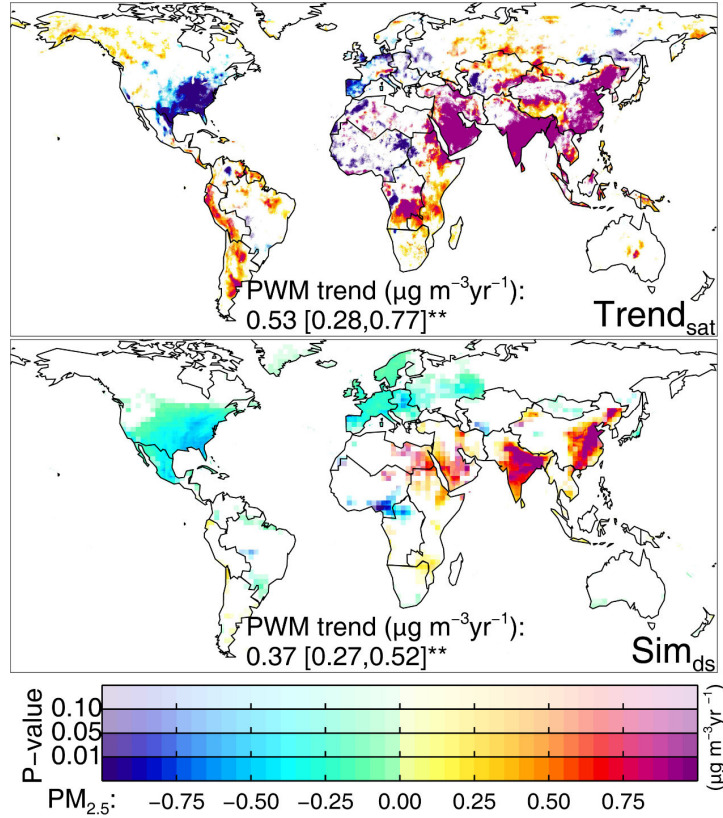 PWM trend (µg m⁻³yr⁻¹):
0.53 [0.28,0.77]**
Trend_sat
PWM trend (µg m⁻³yr⁻¹):
0.37 [0.27,0.52]**
Sim_ds
P-value
0.10
0.05
0.01
(µg m⁻³yr⁻¹)
PM₂.₅: −0.75 −0.50 −0.25 0.00 0.25 0.50 0.75